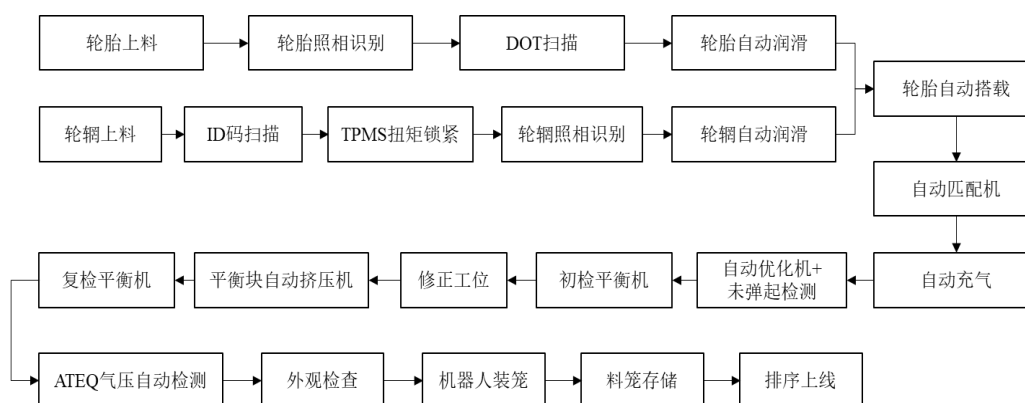 轮胎上料
轮胎照相识别
DOT扫描
轮胎自动润滑
轮胎自动搭载
轮辋上料
ID码扫描
TPMS扭矩锁紧
轮辋照相识别
轮辋自动润滑
自动匹配机
复检平衡机
平衡块自动挤压机
修正工位
初检平衡机
自动优化机+
未弹起检测
自动充气
ATEQ气压自动检测
外观检查
机器人装笼
料笼存储
排序上线